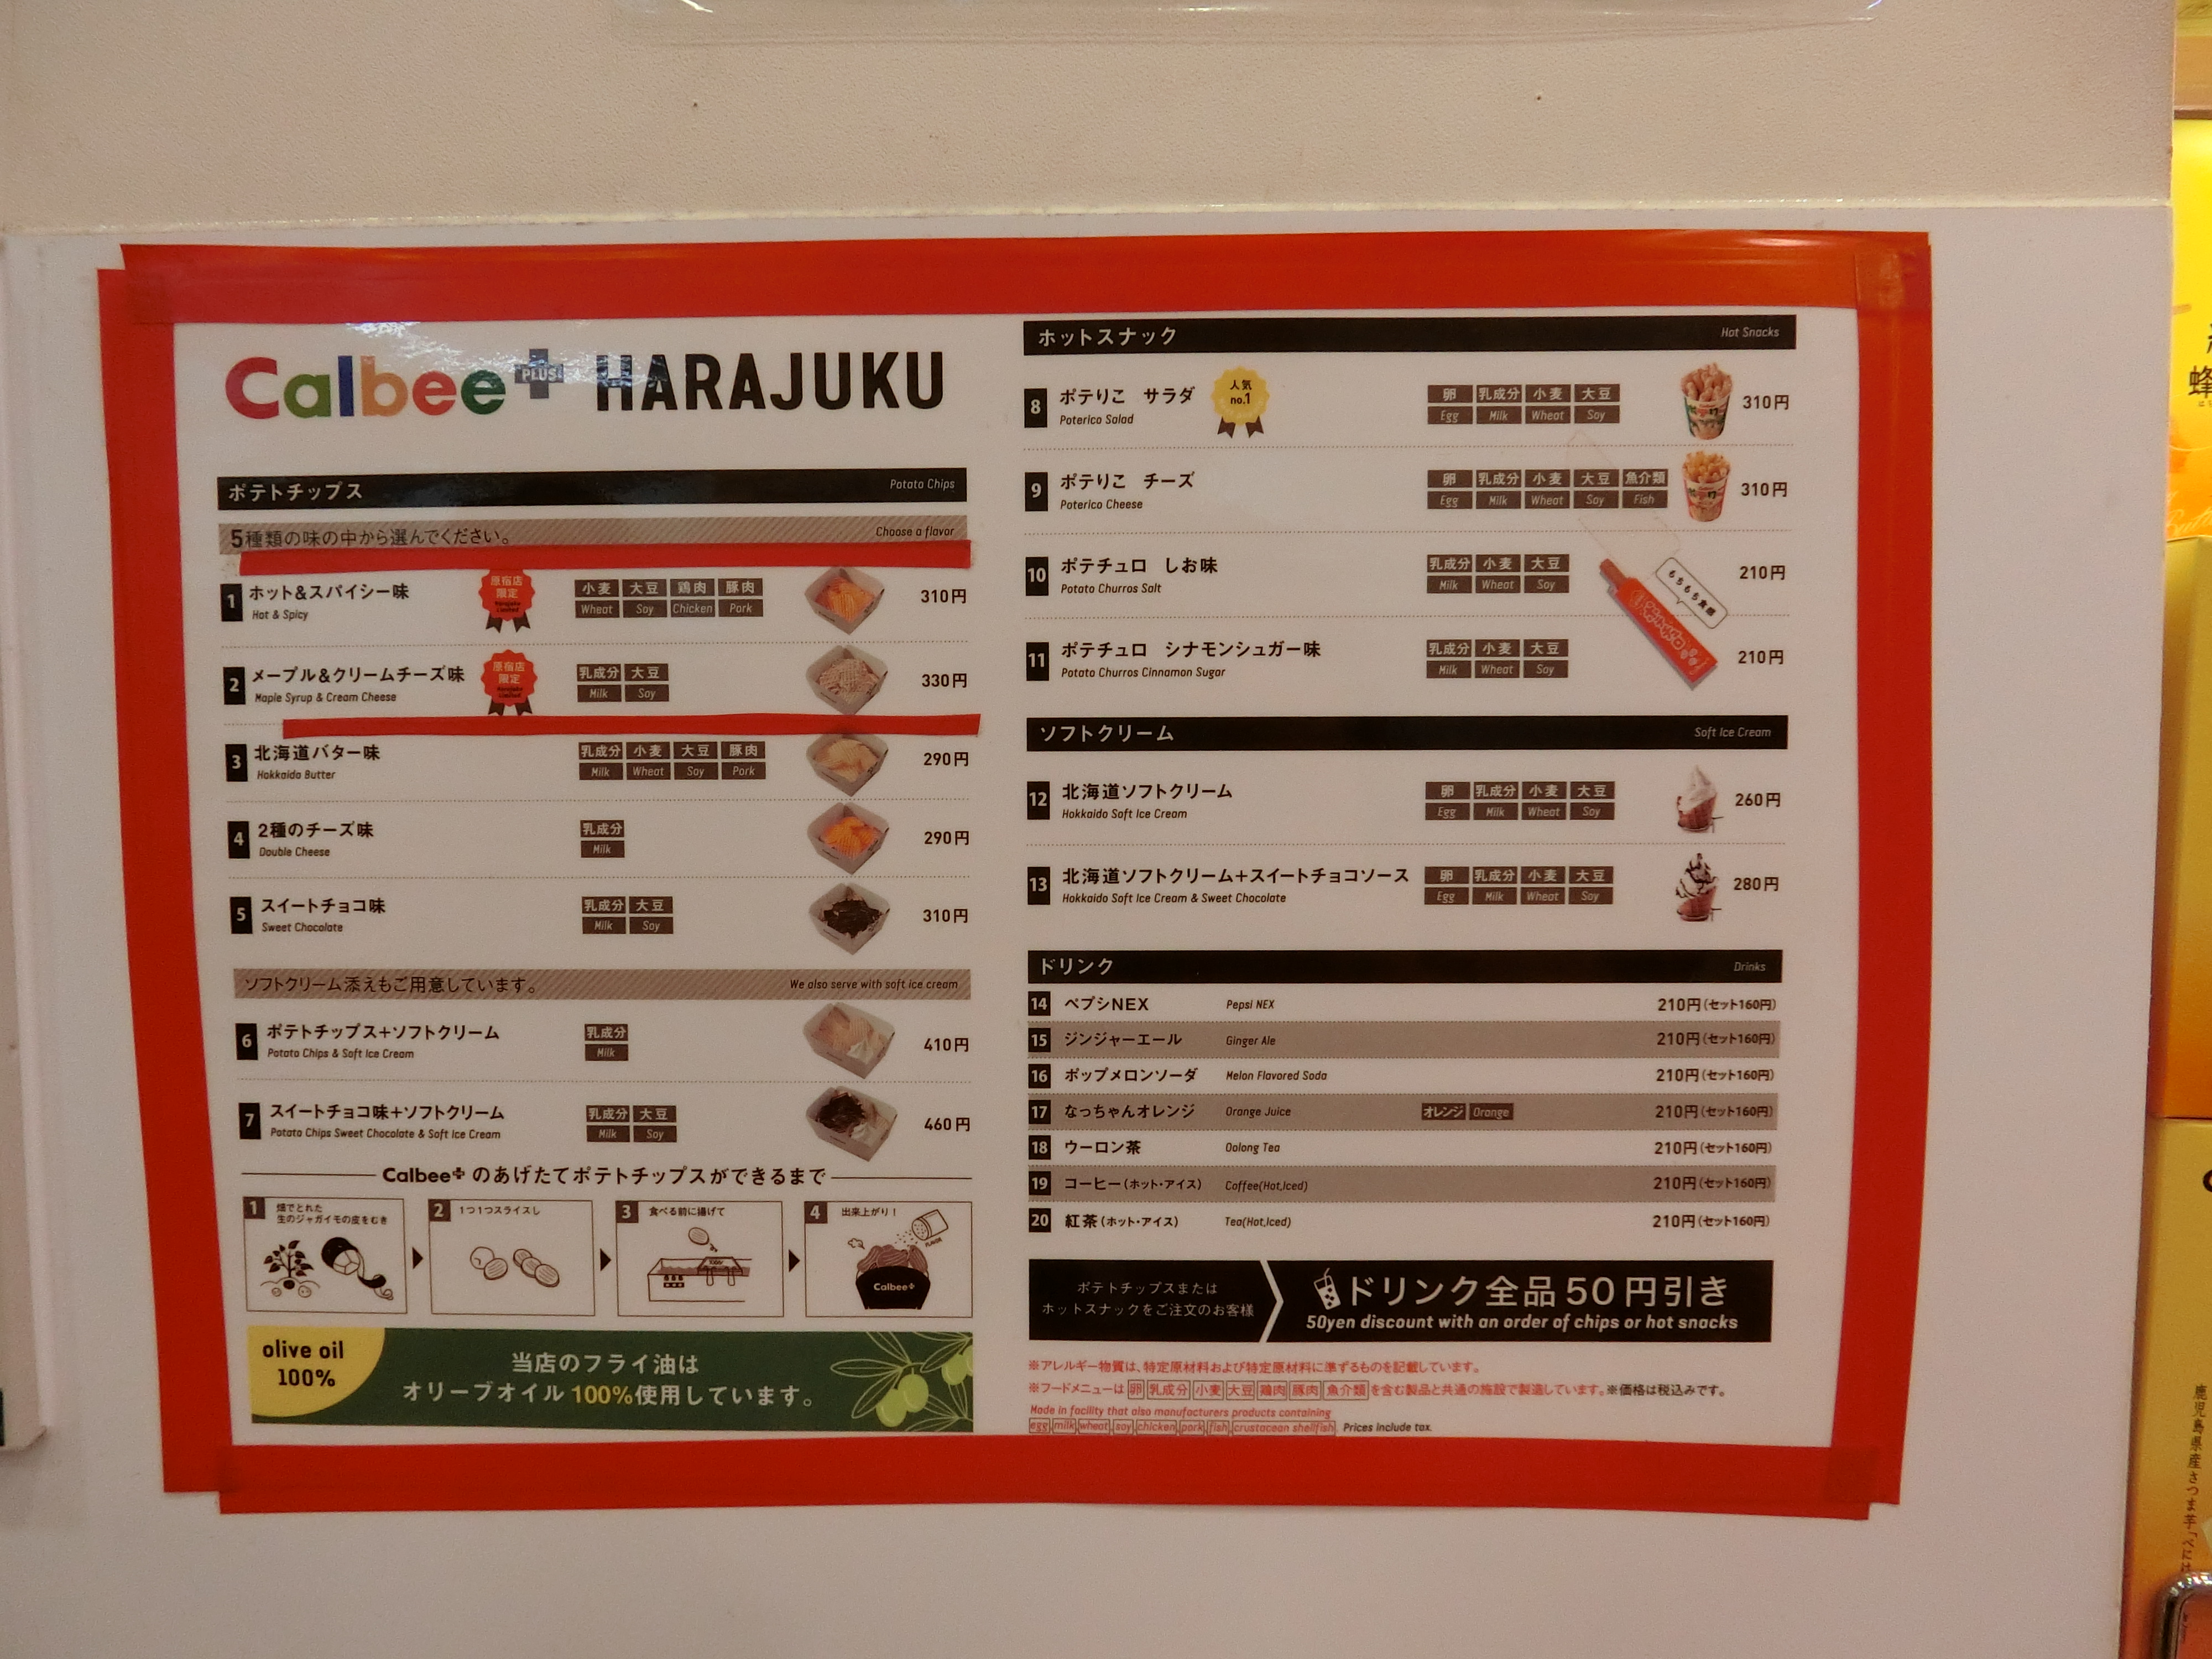 Calbee PLUS HARAJUKU
ポテトチップス Potato Chips
5種類の味の中から選んでください。 Choose a flavor
1 ホット&スパイシー味 原宿店 限定 Harajuku Limited 小麦 大豆 鶏肉 豚肉 310円
Hot & Spicy Wheat Soy Chicken Pork
2 メープル&クリームチーズ味 原宿店 限定 Harajuku Limited 乳成分 大豆 330円
Maple Syrup & Cream Cheese Milk Soy
3 北海道バター味 乳成分 小麦 大豆 豚肉 290円
Hokkaido Butter Milk Wheat Soy Pork
4 2種のチーズ味 乳成分 290円
Double Cheese Milk
5 スイートチョコ味 乳成分 大豆 310円
Sweet Chocolate Milk Soy
ソフトクリーム添えもご用意しています。 We also serve with soft ice cream
6 ポテトチップス+ソフトクリーム 乳成分 410円
Potato Chips & Soft Ice Cream Milk
7 スイートチョコ味+ソフトクリーム 乳成分 大豆 460円
Potato Chips Sweet Chocolate & Soft Ice Cream Milk Soy
Calbee+ のあげたてポテトチップスができるまで
1 畑でとれた
生のジャガイモの皮をむき
2 1つ1つスライスし
3 食べる前に揚げて
4 出来上がり!
Calbee+
olive oil
100%
当店のフライ油は
オリーブオイル 100%使用しています。
ホットスナック Hot Snacks
8 ポテりこ サラダ 人気 no.1 卵 乳成分 小麦 大豆 310円
Poterico Salad Egg Milk Wheat Soy
9 ポテりこ チーズ 卵 乳成分 小麦 大豆 魚介類 310円
Poterico Cheese Egg Milk Wheat Soy Fish
10 ポテチュロ しお味 乳成分 小麦 大豆 210円
Potato Churros Salt Milk Wheat Soy
もちもち食感
11 ポテチュロ シナモンシュガー味 乳成分 小麦 大豆 210円
Potato Churros Cinnamon Sugar Milk Wheat Soy
ソフトクリーム Soft Ice Cream
12 北海道ソフトクリーム 卵 乳成分 小麦 大豆 260円
Hokkaido Soft Ice Cream Egg Milk Wheat Soy
13 北海道ソフトクリーム+スイートチョコソース 卵 乳成分 小麦 大豆 280円
Hokkaido Soft Ice Cream & Sweet Chocolate Egg Milk Wheat Soy
ドリンク Drinks
14 ペプシNEX Pepsi NEX 210円(セット160円)
15 ジンジャーエール Ginger Ale 210円(セット160円)
16 ポップメロンソーダ Melon Flavored Soda 210円(セット160円)
17 なっちゃんオレンジ Orange Juice オレンジ Orange 210円(セット160円)
18 ウーロン茶 Oolong Tea 210円(セット160円)
19 コーヒー(ホット・アイス) Coffee(Hot,Iced) 210円(セット160円)
20 紅茶(ホット・アイス) Tea(Hot,Iced) 210円(セット160円)
ポテトチップスまたは
ホットスナックをご注文のお客様
ドリンク全品50円引き
50yen discount with an order of chips or hot snacks
※アレルギー物質は、特定原材料および特定原材料に準ずるものを記載しています。
※フードメニューは 卵 乳成分 小麦 大豆 鶏肉 豚肉 魚介類 を含む製品と共通の施設で製造しています。※価格は税込みです。
Made in facility that also manufacturers products containing
egg milk wheat soy chicken pork fish crustacean shellfish. Prices include tax.
蜂
鹿児島県産さつま芋「べには